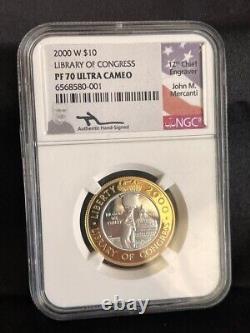 2000 W $10
LIBRARY OF CONGRESS
PF 70 ULTRA CAMEO
6568580-001
Authentic Hand-Signed
12th Chief
Engraver
John M.
Mercanti
NGC
LIBERTY 2000
LIBRARY OF CONGRESS